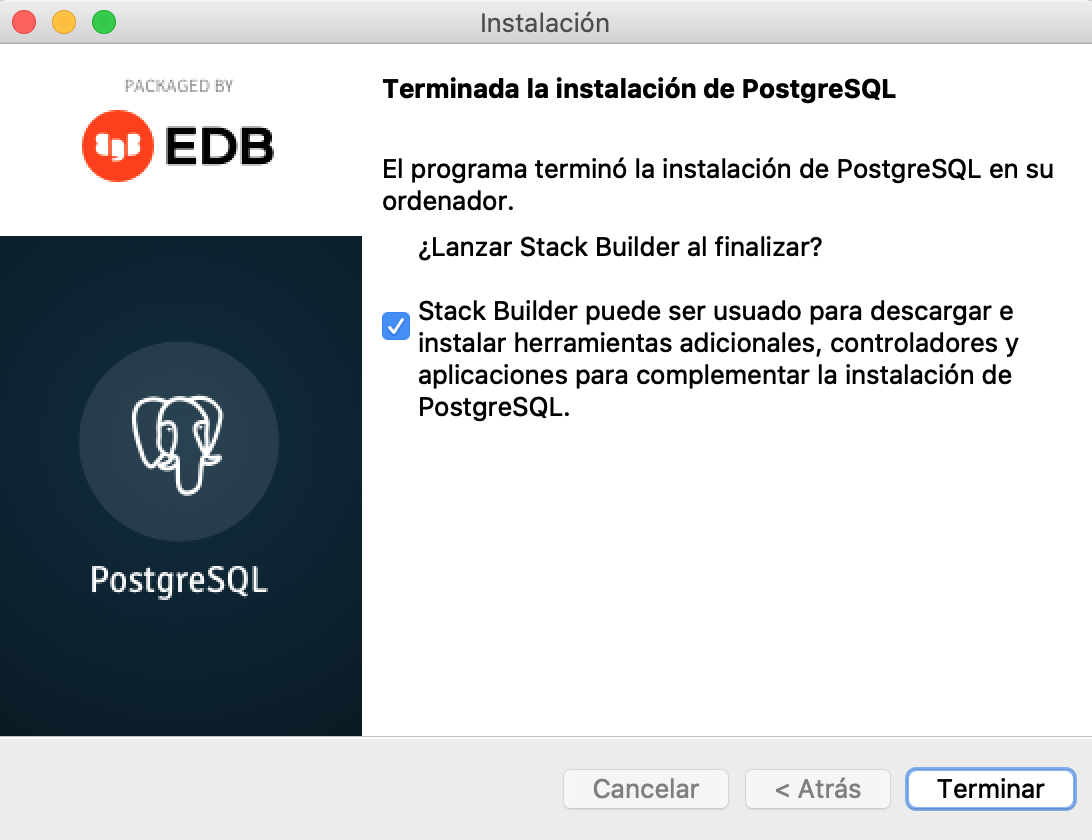 Instalación
PACKAGED BY
EDB
PostgreSQL
Terminada la instalación de PostgreSQL
El programa terminó la instalación de PostgreSQL en su
ordenador.
¿Lanzar Stack Builder al finalizar?
Stack Builder puede ser usado para descargar e
instalar herramientas adicionales, controladores y
aplicaciones para complementar la instalación de
PostgreSQL.
Cancelar
< Atrás
Terminar